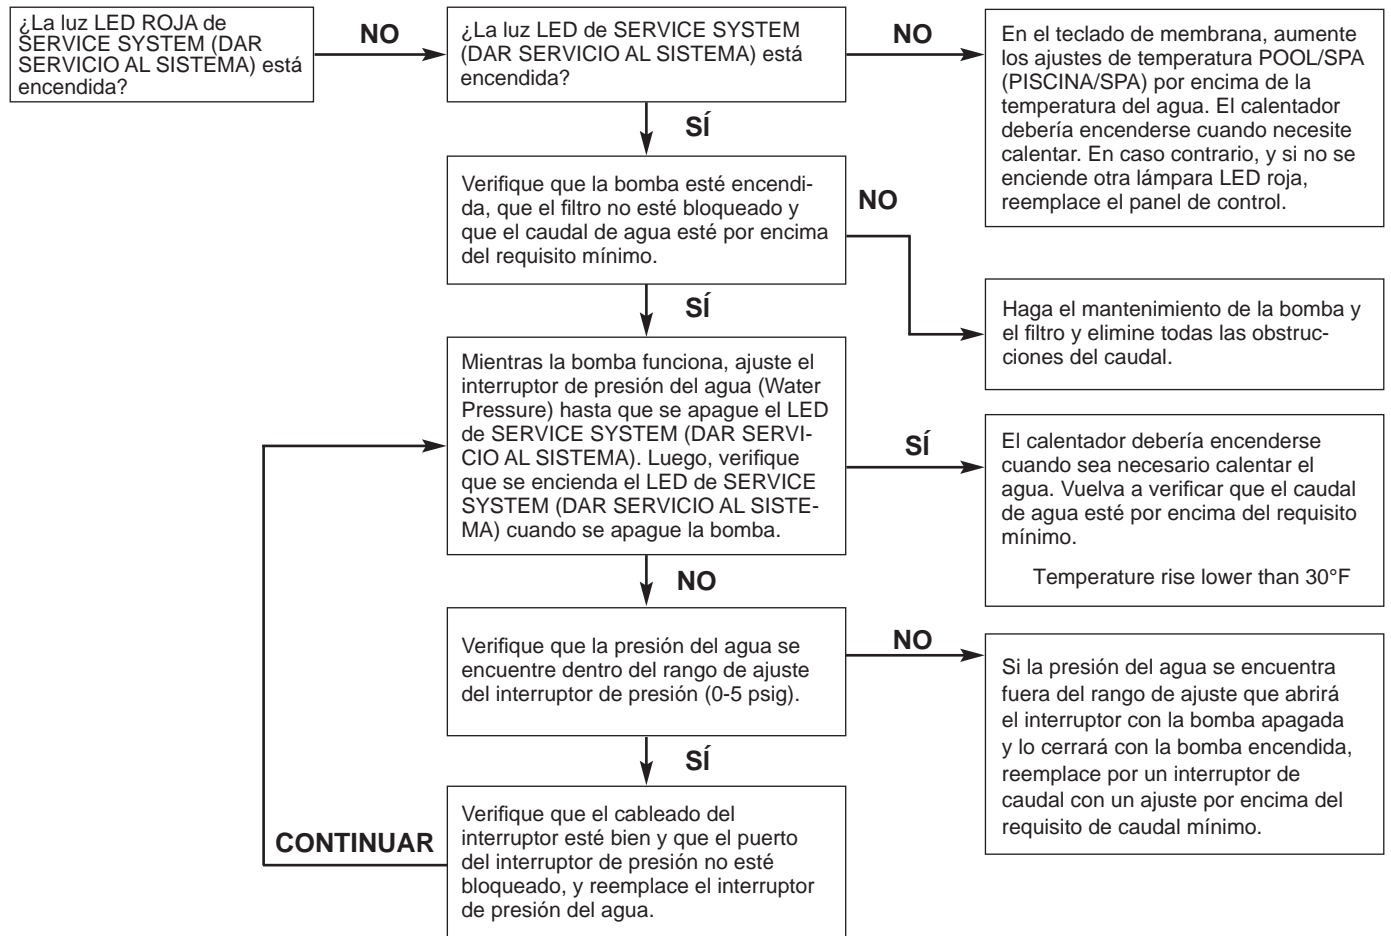 ¿La luz LED ROJA de
SERVICE SYSTEM (DAR
SERVICIO AL SISTEMA) está
encendida?
NO
¿La luz LED de SERVICE SYSTEM
(DAR SERVICIO AL SISTEMA) está
encendida?
NO
En el teclado de membrana, aumente
los ajustes de temperatura POOL/SPA
(PISCINA/SPA) por encima de la
temperatura del agua. El calentador
debería encenderse cuando necesite
calentar. En caso contrario, y si no se
enciende otra lámpara LED roja,
reemplace el panel de control.
SÍ
Verifique que la bomba esté encendi-
da, que el filtro no esté bloqueado y
que el caudal de agua esté por encima
del requisito mínimo.
NO
Haga el mantenimiento de la bomba y
el filtro y elimine todas las obstruc-
ciones del caudal.
SÍ
Mientras la bomba funciona, ajuste el
interruptor de presión del agua (Water
Pressure) hasta que se apague el LED
de SERVICE SYSTEM (DAR SERVI-
CIO AL SISTEMA). Luego, verifique
que se encienda el LED de SERVICE
SYSTEM (DAR SERVICIO AL SISTE-
MA) cuando se apague la bomba.
SÍ
El calentador debería encenderse
cuando sea necesario calentar el
agua. Vuelva a verificar que el caudal
de agua esté por encima del requisito
mínimo.
Temperature rise lower than 30°F
NO
Verifique que la presión del agua se
encuentre dentro del rango de ajuste
del interruptor de presión (0-5 psig).
NO
Si la presión del agua se encuentra
fuera del rango de ajuste que abrirá
el interruptor con la bomba apagada
y lo cerrará con la bomba encendida,
reemplace por un interruptor de
caudal con un ajuste por encima del
requisito de caudal mínimo.
SÍ
Verifique que el cableado del
interruptor esté bien y que el puerto
del interruptor de presión no esté
bloqueado, y reemplace el interruptor
de presión del agua.
CONTINUAR